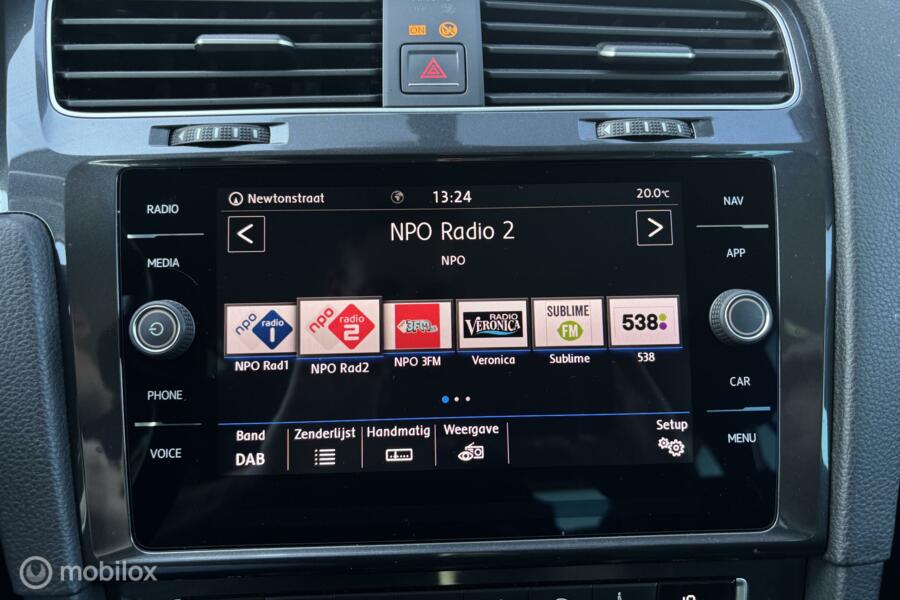 ON
RADIO
MEDIA
PHONE
VOICE
NAV
APP
CAR
MENU
Newtonstraat 13:24 20.0°C
< >
NPO Radio 2
NPO
npo radio 1
npo radio 2
3FM
RADIO VERONICA
SUBLIME FM
538
NPO Rad1 NPO Rad2 NPO 3FM Veronica Sublime 538
Band Zenderlijst Handmatig Weergave Setup
DAB
mobilox